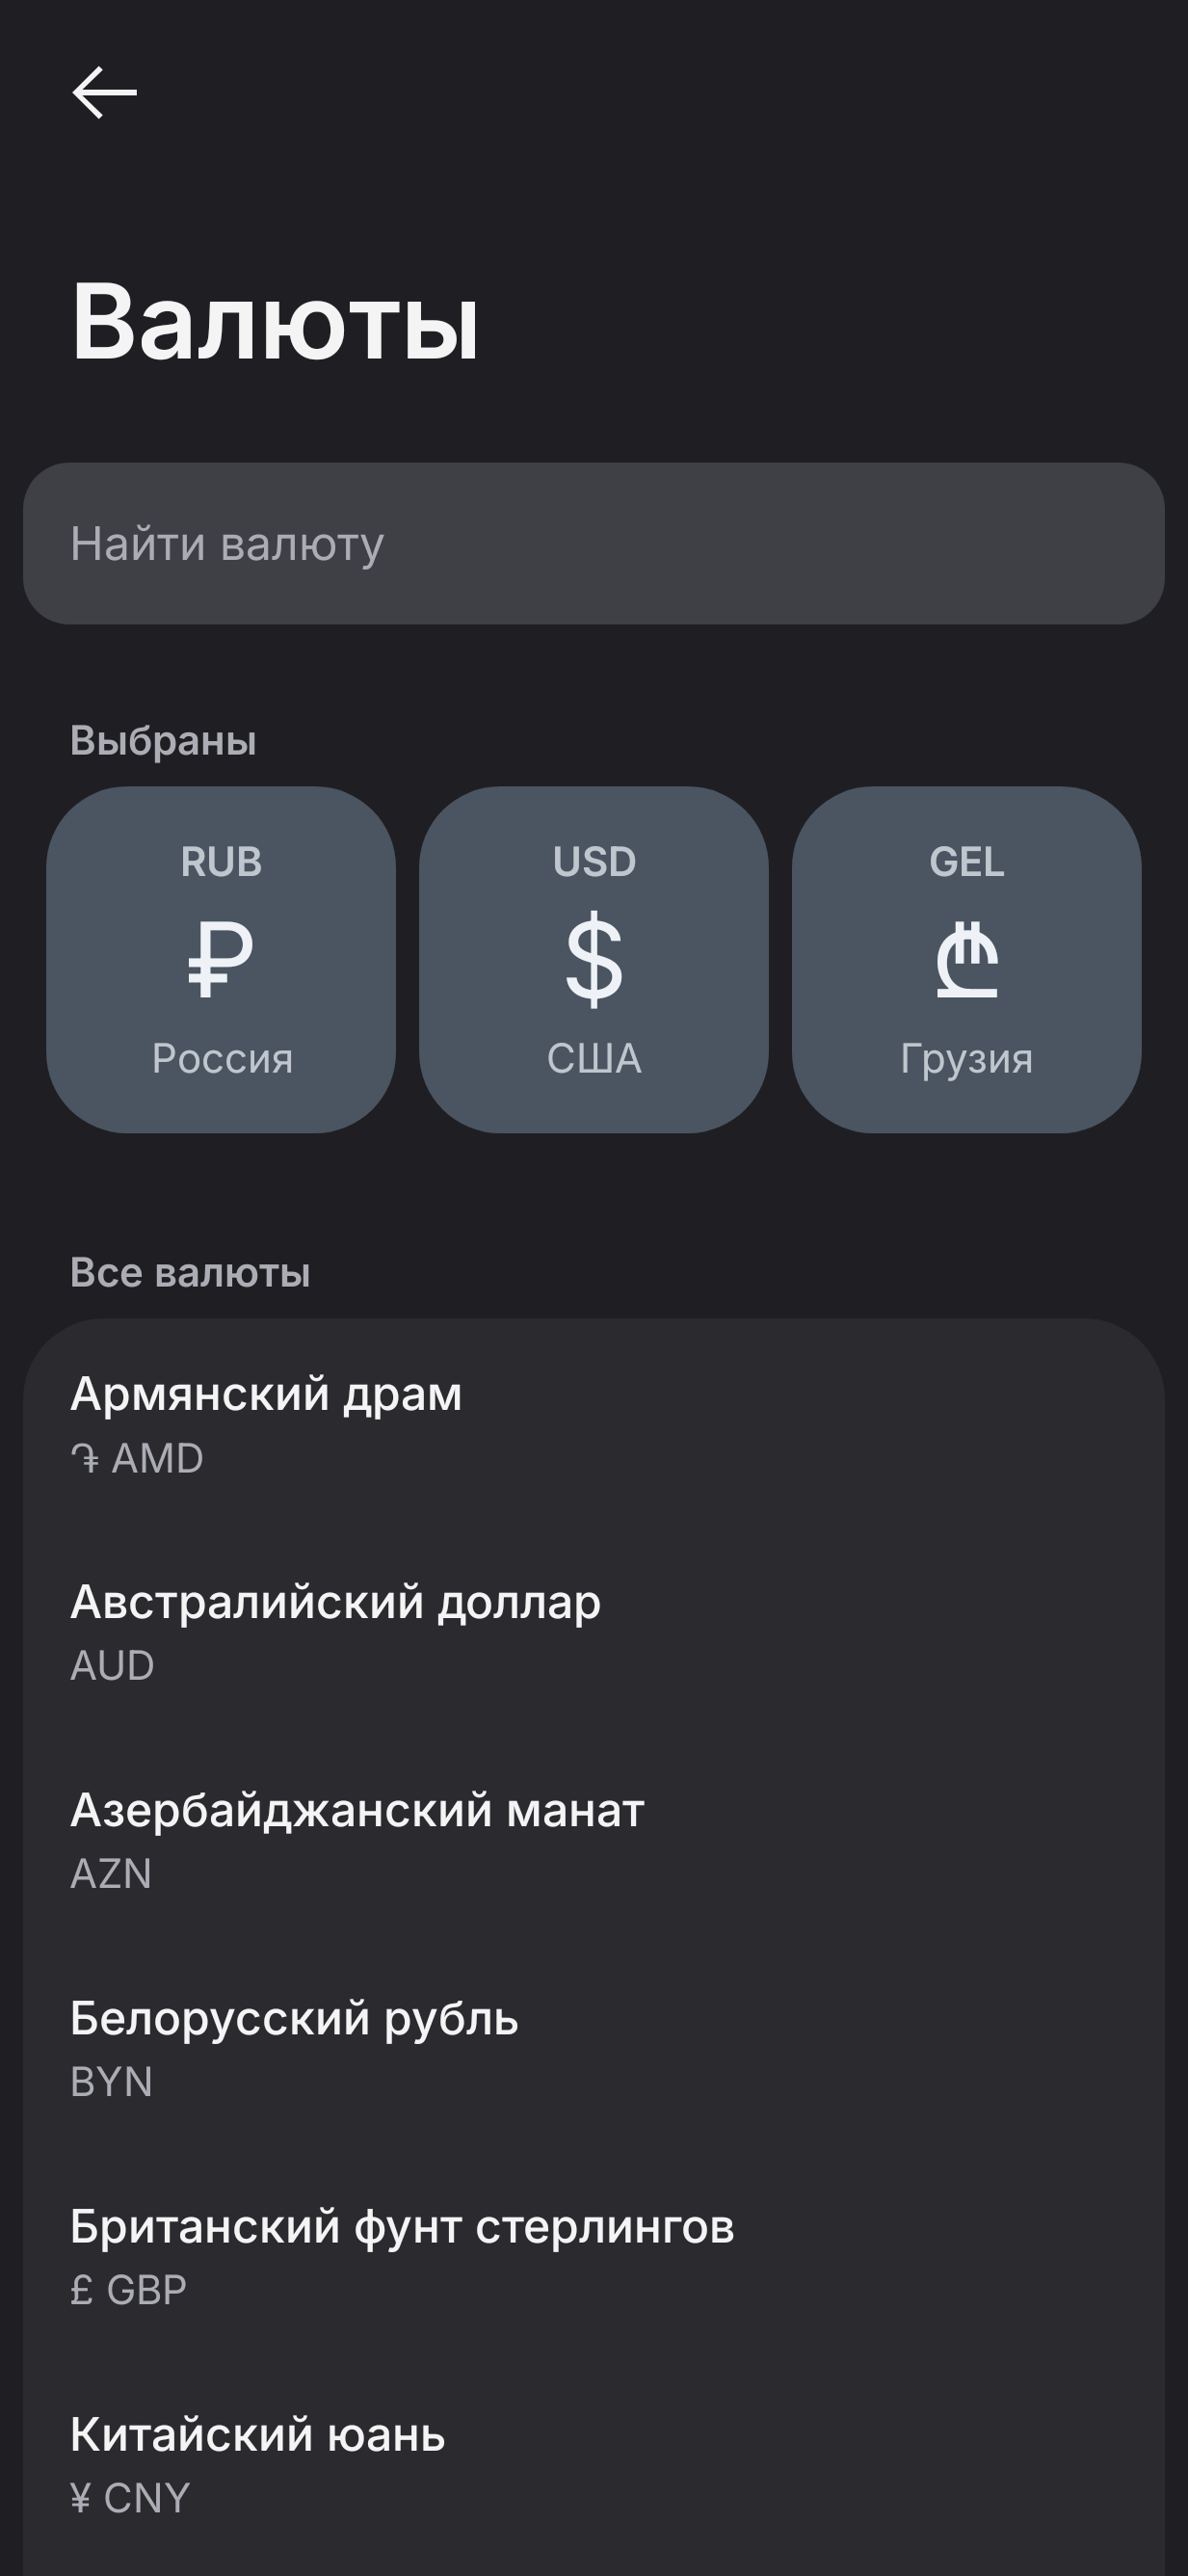 Валюты
Найти валюту
Выбраны
RUB USD GEL
₽ $ ₾
Россия США Грузия
Все валюты
Армянский драм
֏ AMD
Австралийский доллар
AUD
Азербайджанский манат
AZN
Белорусский рубль
BYN
Британский фунт стерлингов
£ GBP
Китайский юань
¥ CNY